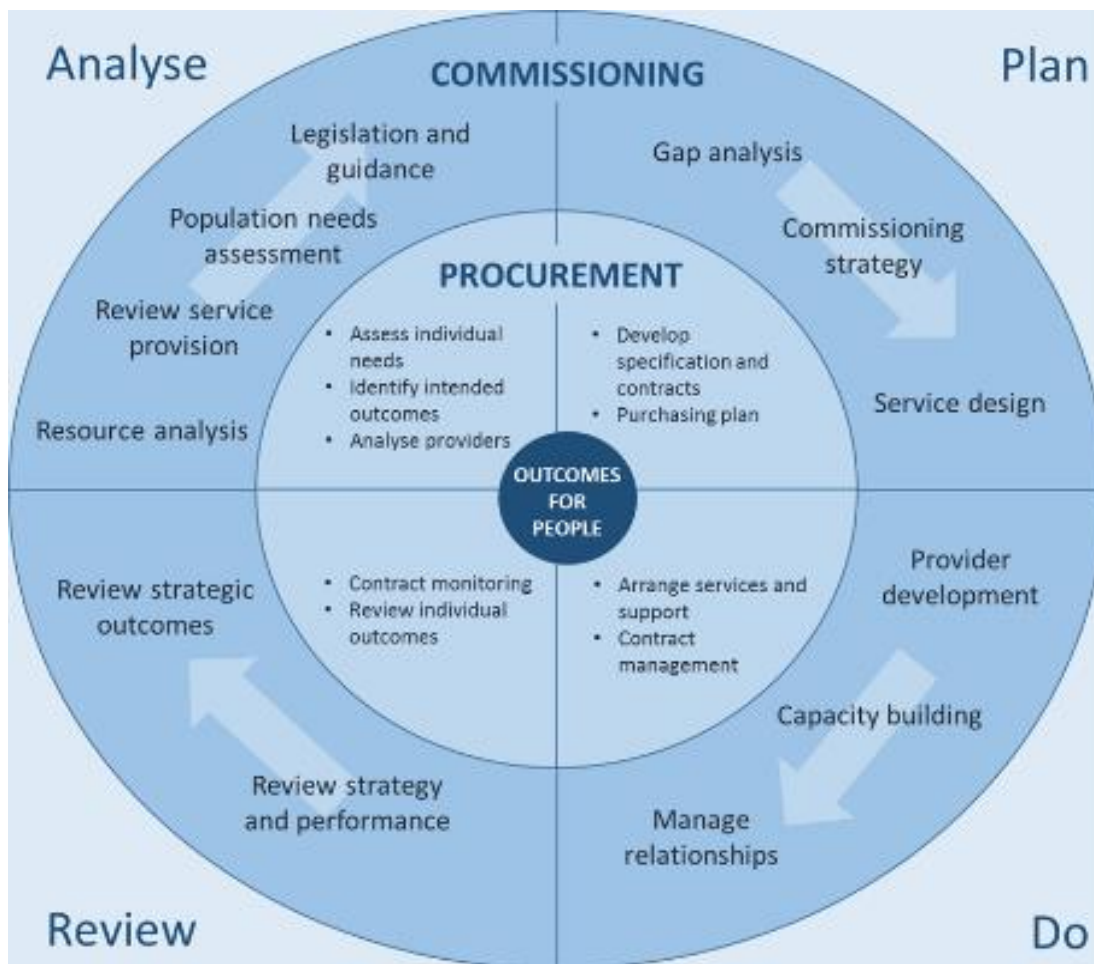 Analyse
Plan
COMMISSIONING
Legislation and
guidance
Population needs
assessment
Review service
provision
Resource analysis
Gap analysis
Commissioning
strategy
Service design
PROCUREMENT
• Assess individual
needs
• Identify intended
outcomes
• Analyse providers
• Develop
specification and
contracts
• Purchasing plan
OUTCOMES
FOR
PEOPLE
• Contract monitoring
• Review individual
outcomes
• Arrange services and
support
• Contract
management
Provider
development
Capacity building
Manage
relationships
Review strategic
outcomes
Review strategy
and performance
Review
Do